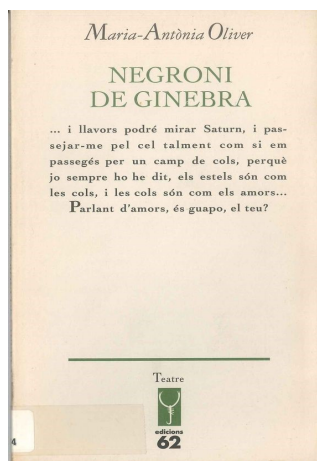 Maria-Antònia Oliver
NEGRONI
DE GINEBRA
... i llavors podré mirar Saturn, i pas-
sejar-me pel cel talment com si em
passegés per un camp de cols, perquè
jo sempre ho he dit, els estels són com
les cols, i les cols són com els amors...
Parlant d'amors, és guapo, el teu?
Teatre
edicions
62
4